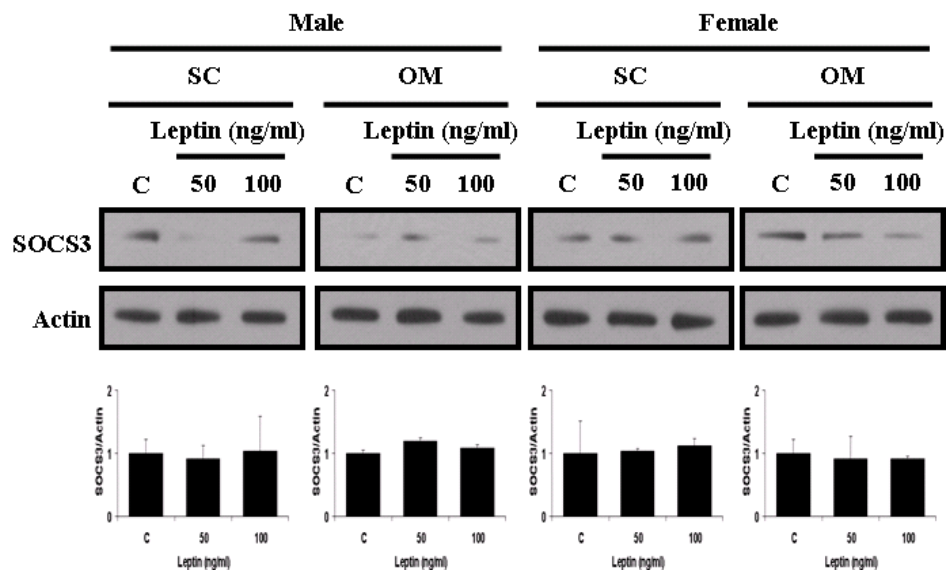 Male Female
SC OM SC OM
Leptin (ng/ml) Leptin (ng/ml) Leptin (ng/ml) Leptin (ng/ml)
C 50 100 C 50 100 C 50 100 C 50 100
SOCS3
Actin
2 2 2 2
SOCS3/Actin SOCS3/Actin SOCS3/Actin SOCS3/Actin
1 1 1 1
0 0 0 0
C 50 100 C 50 100 C 50 100 C 50 100
Leptin (ng/ml) Leptin (ng/ml) Leptin (ng/ml) Leptin (ng/ml)